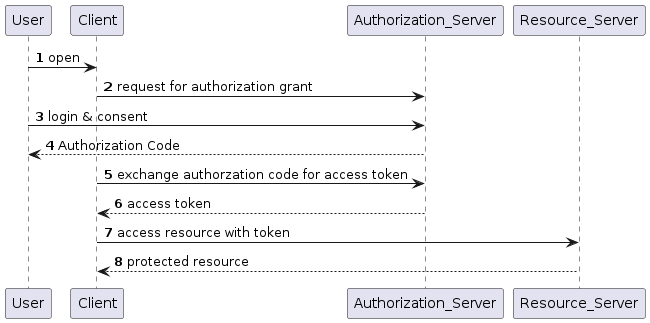 User Client Authorization_Server Resource_Server
1 open
2 request for authorization grant
3 login & consent
4 Authorization Code
5 exchange authorzation code for access token
6 access token
7 access resource with token
8 protected resource
User Client Authorization_Server Resource_Server